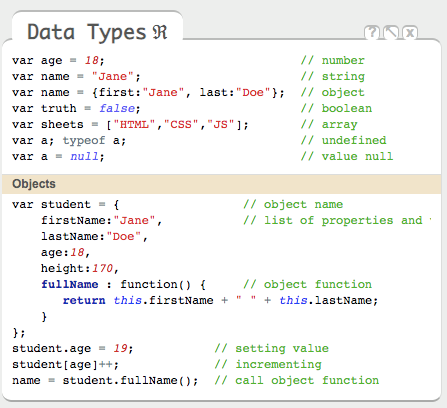 Data Types ℜ
? x
var age = 18; // number
var name = "Jane"; // string
var name = {first:"Jane", last:"Doe"}; // object
var truth = false; // boolean
var sheets = ["HTML","CSS","JS"]; // array
var a; typeof a; // undefined
var a = null; // value null
Objects
var student = { // object name
firstName:"Jane", // list of properties and
lastName:"Doe",
age:18,
height:170,
fullName : function() { // object function
return this.firstName + " " + this.lastName;
}
};
student.age = 19; // setting value
student[age]++; // incrementing
name = student.fullName(); // call object function